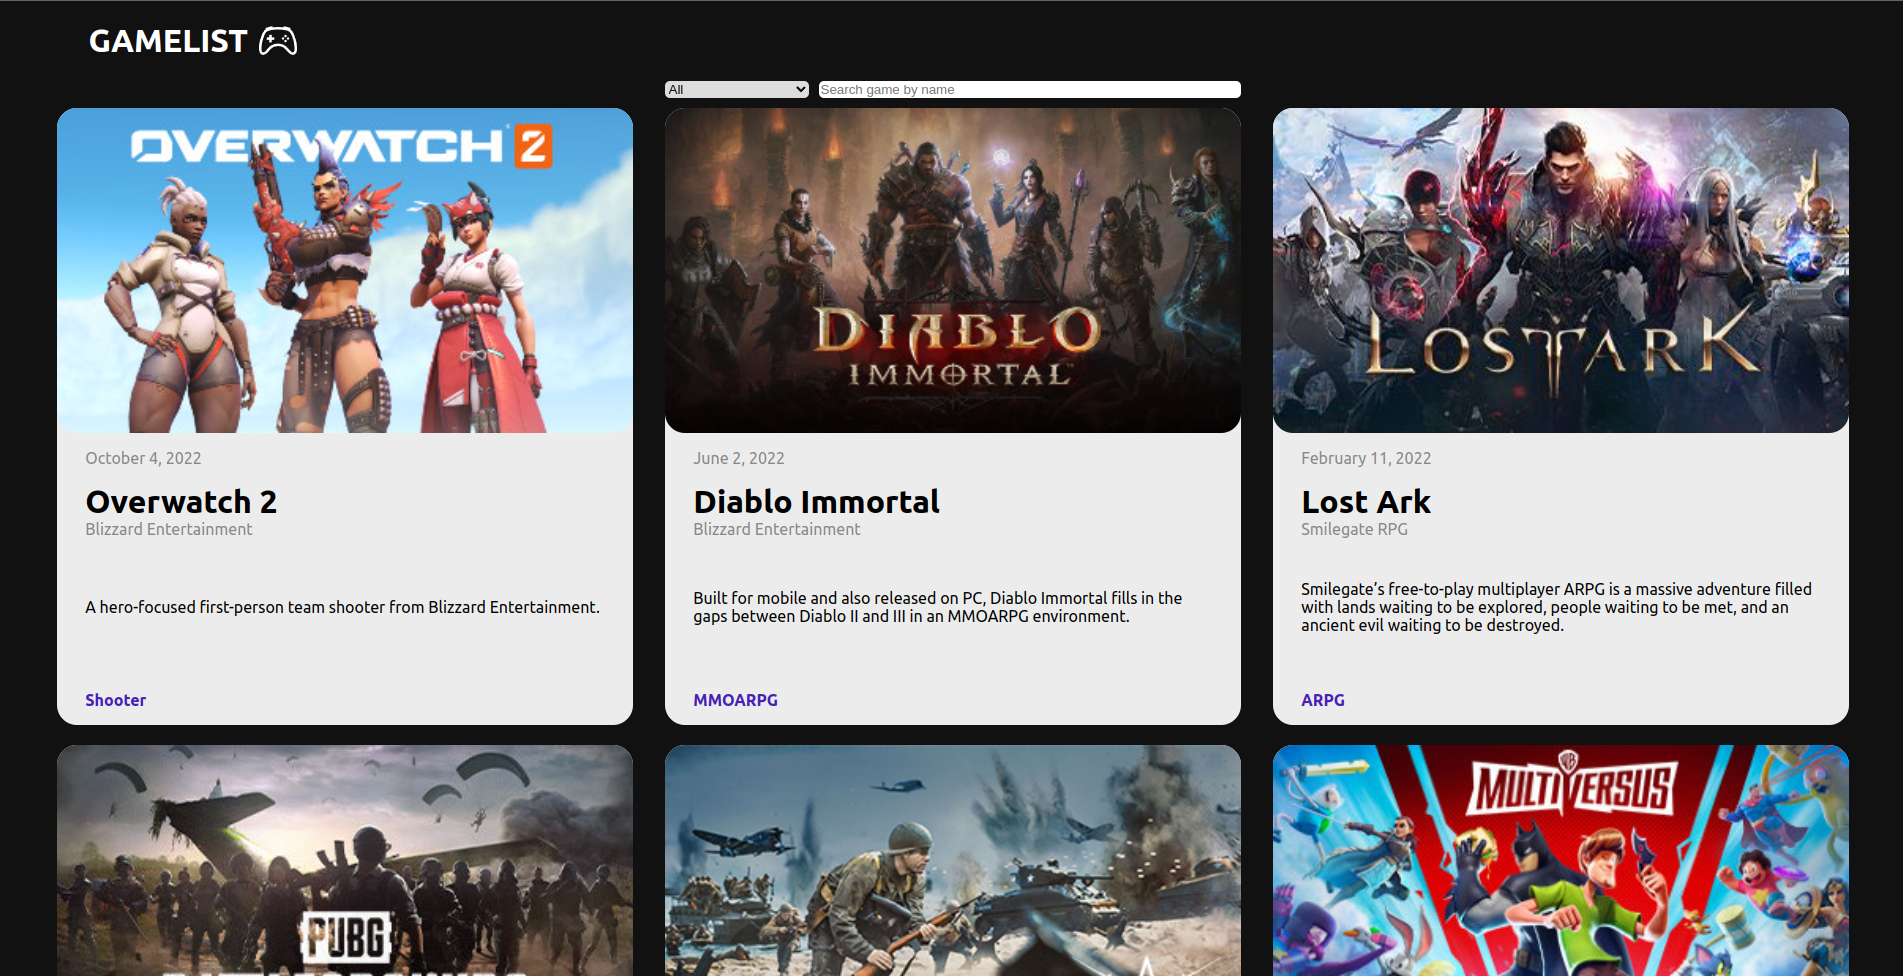 GAMELIST
All
Search game by name
OVERWATCH 2
DIABLO
IMMORTAL
LOST ARK
October 4, 2022
Overwatch 2
Blizzard Entertainment
A hero-focused first-person team shooter from Blizzard Entertainment.
Shooter
June 2, 2022
Diablo Immortal
Blizzard Entertainment
Built for mobile and also released on PC, Diablo Immortal fills in the
gaps between Diablo II and III in an MMOARPG environment.
MMOARPG
February 11, 2022
Lost Ark
Smilegate RPG
Smilegate’s free-to-play multiplayer ARPG is a massive adventure filled
with lands waiting to be explored, people waiting to be met, and an
ancient evil waiting to be destroyed.
ARPG
PUBG
WB
MULTIVERSUS